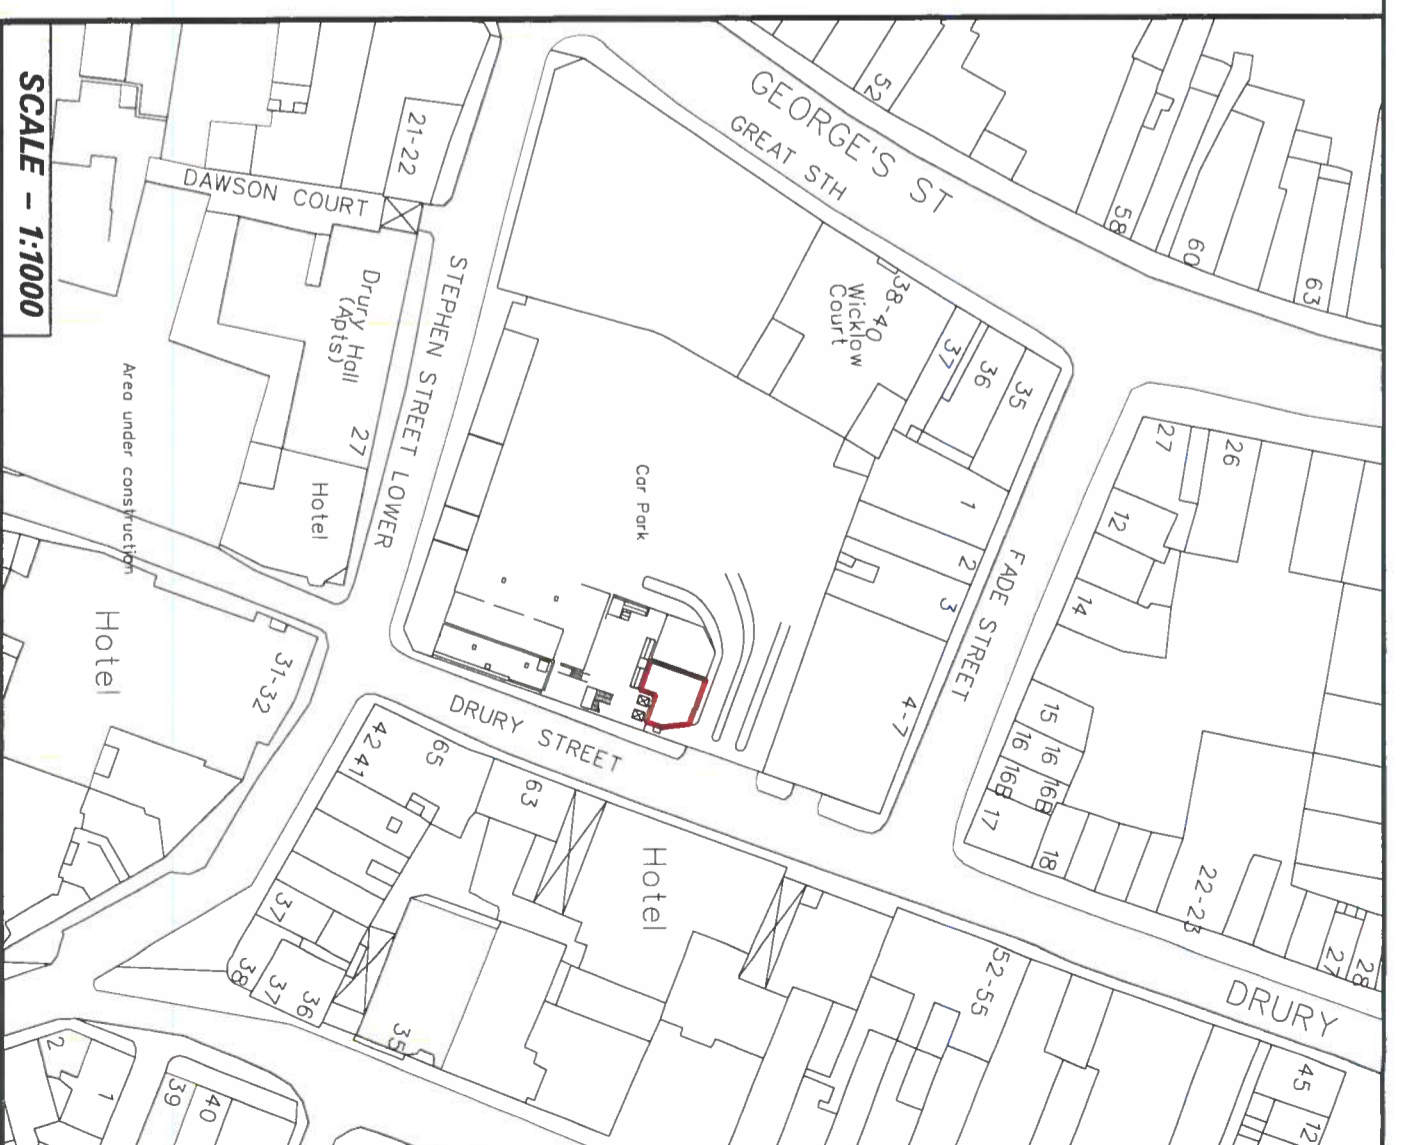 GEORGE'S ST
GREAT STH
52
58
60
63
21-22
DAWSON COURT
SCALE - 1:1000
STEPHEN STREET LOWER
Drury Hall
(Apts)
27
Hotel
Area under construction
38-40
Wicklow
Court
37
36
35
1
2
3
4-7
Car Park
FADE STREET
27
26
12
14
15
16
16
16B
16B
17
18
22-23
27
28
Hotel
31-32
DRURY STREET
42
41
65
63
Hotel
37
38
37
36
35
52-55
DRURY
45
12
2
1
39
40